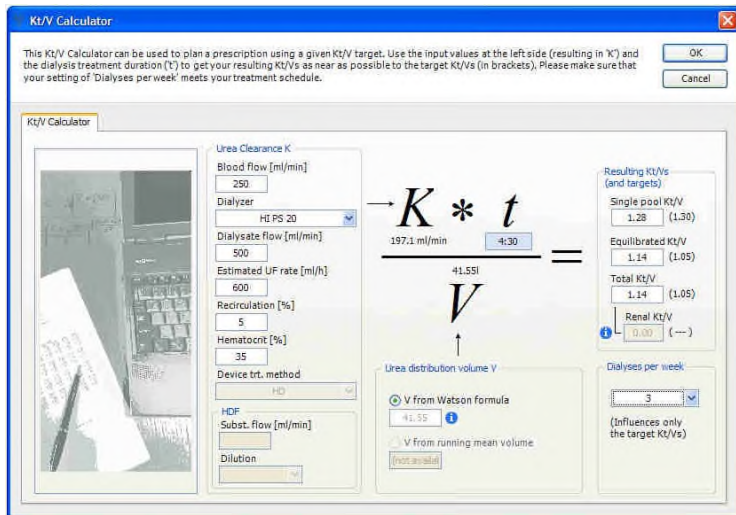 Kt/V Calculator
This Kt/V Calculator can be used to plan a prescription using a given Kt/V target. Use the input values at the left side (resulting in 'K') and
the dialysis treatment duration ('t') to get your resulting Kt/Vs as near as possible to the target Kt/Vs (in brackets). Please make sure that
your setting of 'Dialyses per week' meets your treatment schedule.
OK
Cancel
Kt/V Calculator
Urea Clearance K
Blood flow [ml/min]
250
Dialyzer
HI PS 20
Dialysate flow [ml/min]
500
Estimated UF rate [ml/h]
600
Recirculation [%]
5
Hematocrit [%]
35
Device trt. method
HD
HDF
Subst. flow [ml/min]
Dilution
K * t
197.1 ml/min
4:30
=
41.55l
V
Urea distribution volume V
V from Watson formula
41.55
V from running mean volume
(not availal
Resulting Kt/Vs
(and targets)
Single pool Kt/V
1.28 (1.30)
Equilibrated Kt/V
1.14 (1.05)
Total Kt/V
1.14 (1.05)
Renal Kt/V
0.00 (---)
Dialyses per week
3
(Influences only
the target Kt/Vs)